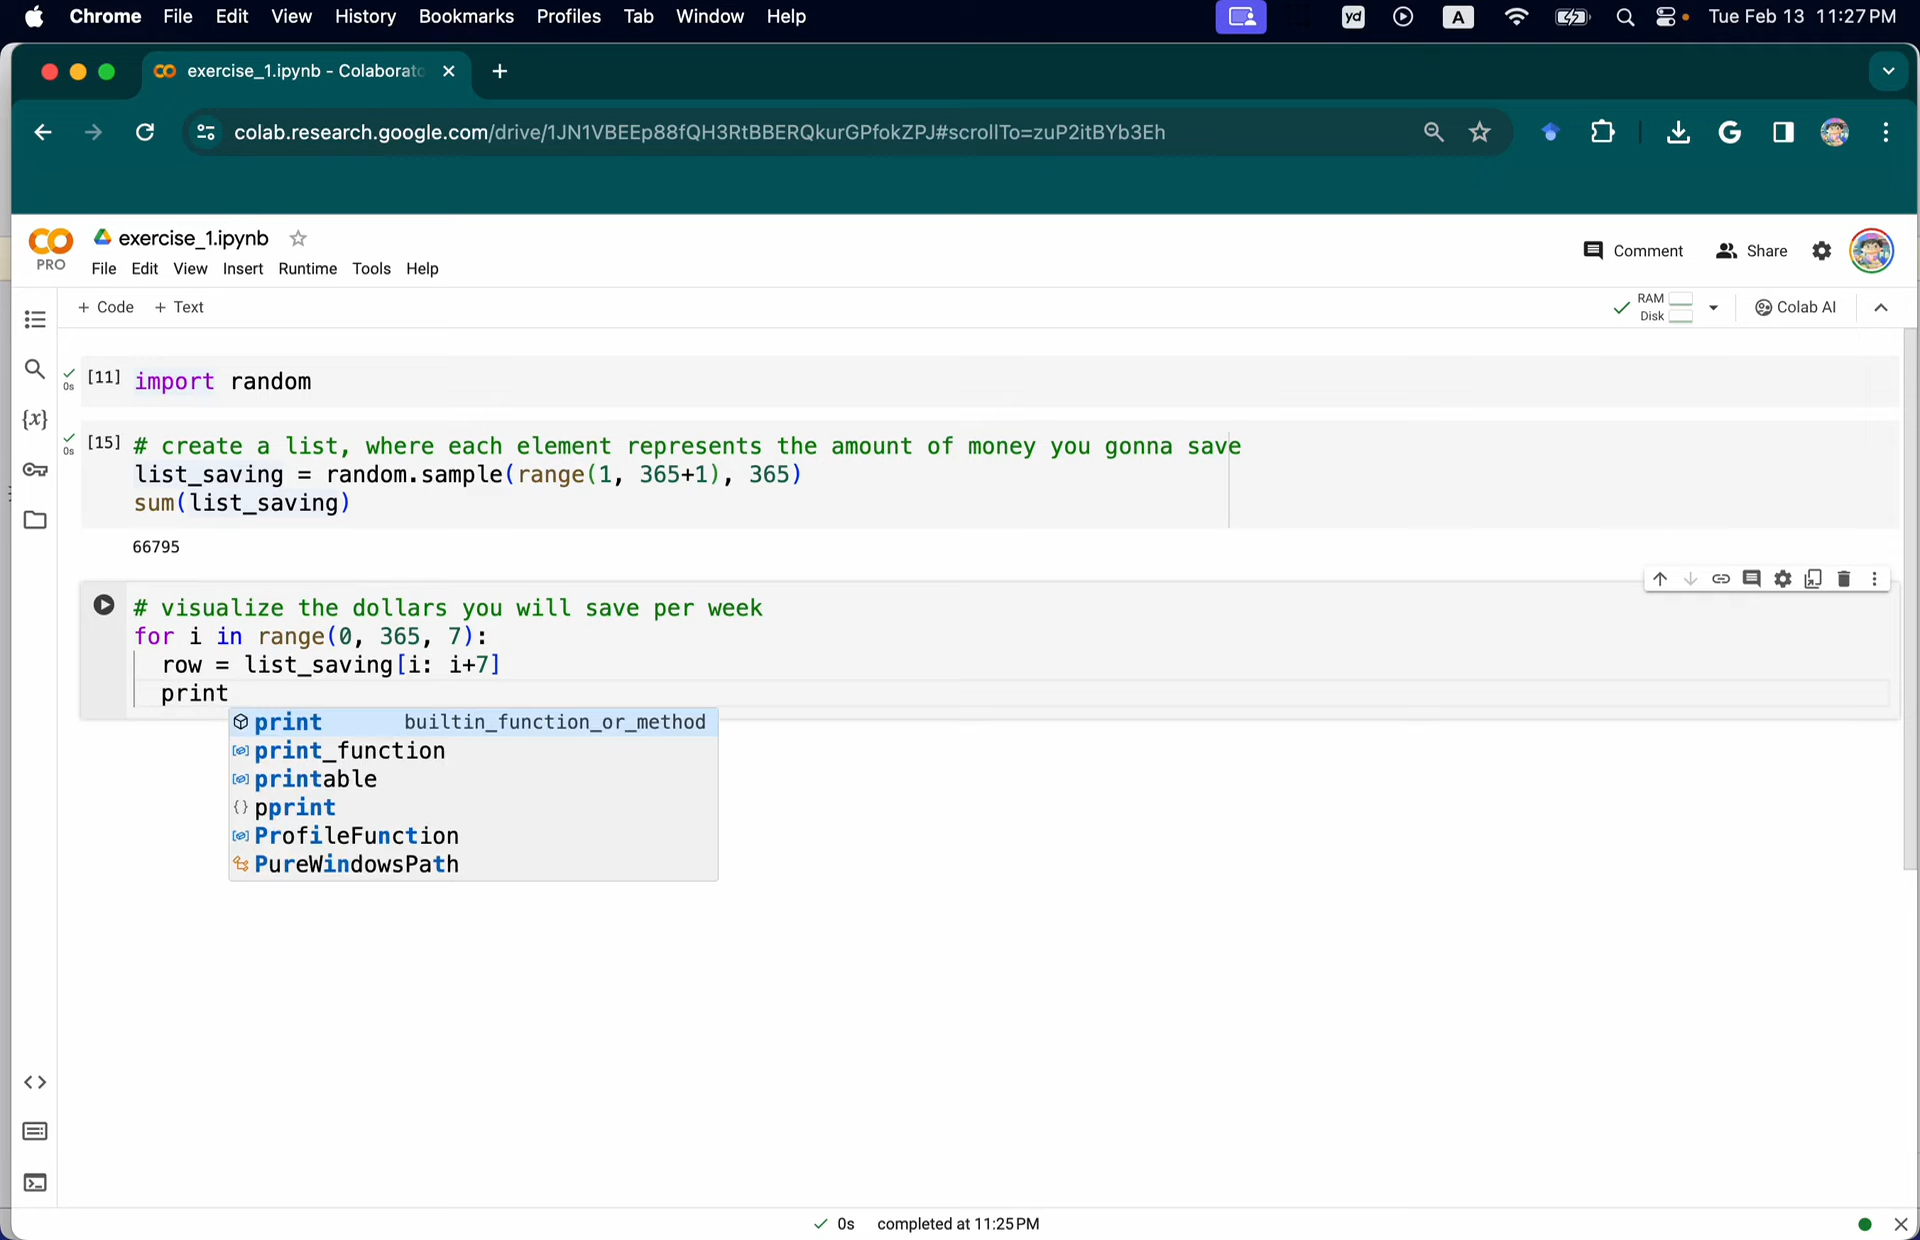 Chrome File Edit View History Bookmarks Profiles Tab Window Help yd A Tue Feb 13 11:27 PM
exercise_1.ipynb - Colaborato
colab.research.google.com/drive/1JN1VBEEp88fQH3RtBBERQkurGPfokZPJ#scrollTo=zuP2itBYb3Eh
exercise_1.ipynb
PRO
File Edit View Insert Runtime Tools Help
Comment Share
+ Code + Text
RAM
Disk
Colab AI
[11] import random
0s
[15] # create a list, where each element represents the amount of money you gonna save
0s
list_saving = random.sample(range(1, 365+1), 365)
sum(list_saving)
66795
# visualize the dollars you will save per week
for i in range(0, 365, 7):
row = list_saving[i: i+7]
print
print builtin_function_or_method
print_function
printable
pprint
ProfileFunction
PureWindowsPath
0s completed at 11:25 PM